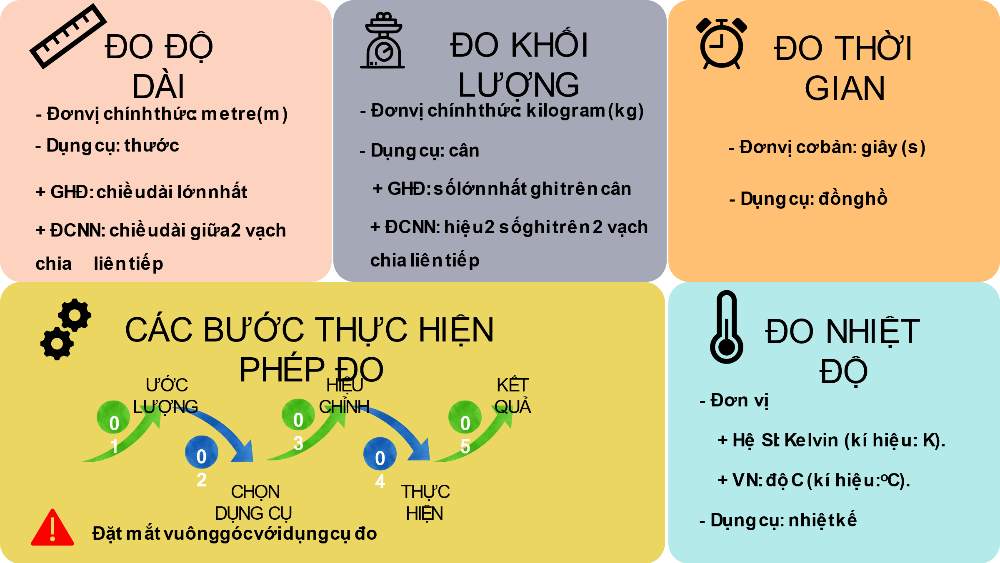 ĐO ĐỘ
DÀI
- Đơn vị chính thức: metre (m)
- Dụng cụ: thước
+ GHĐ: chiều dài lớn nhất
+ ĐCNN: chiều dài giữa 2 vạch
chia liên tiếp
ĐO KHỐI
LƯỢNG
- Đơn vị chính thức: kilogram (kg)
- Dụng cụ: cân
+ GHĐ: số lớn nhất ghi trên cân
+ ĐCNN: hiệu 2 số ghi trên 2 vạch
chia liên tiếp
ĐO THỜI
GIAN
- Đơn vị cơ bản: giây (s)
- Dụng cụ: đồng hồ
CÁC BƯỚC THỰC HIỆN
PHÉP ĐO
01
ƯỚC
LƯỢNG
02
CHỌN
DỤNG CỤ
03
HIỆU
CHỈNH
04
THỰC
HIỆN
05
KẾT
QUẢ
Đặt mắt vuông góc với dụng cụ đo
ĐO NHIỆT
ĐỘ
- Đơn vị:
+ Hệ SI: Kelvin (kí hiệu: K).
+ VN: độ C (kí hiệu: ºC).
- Dụng cụ: nhiệt kế